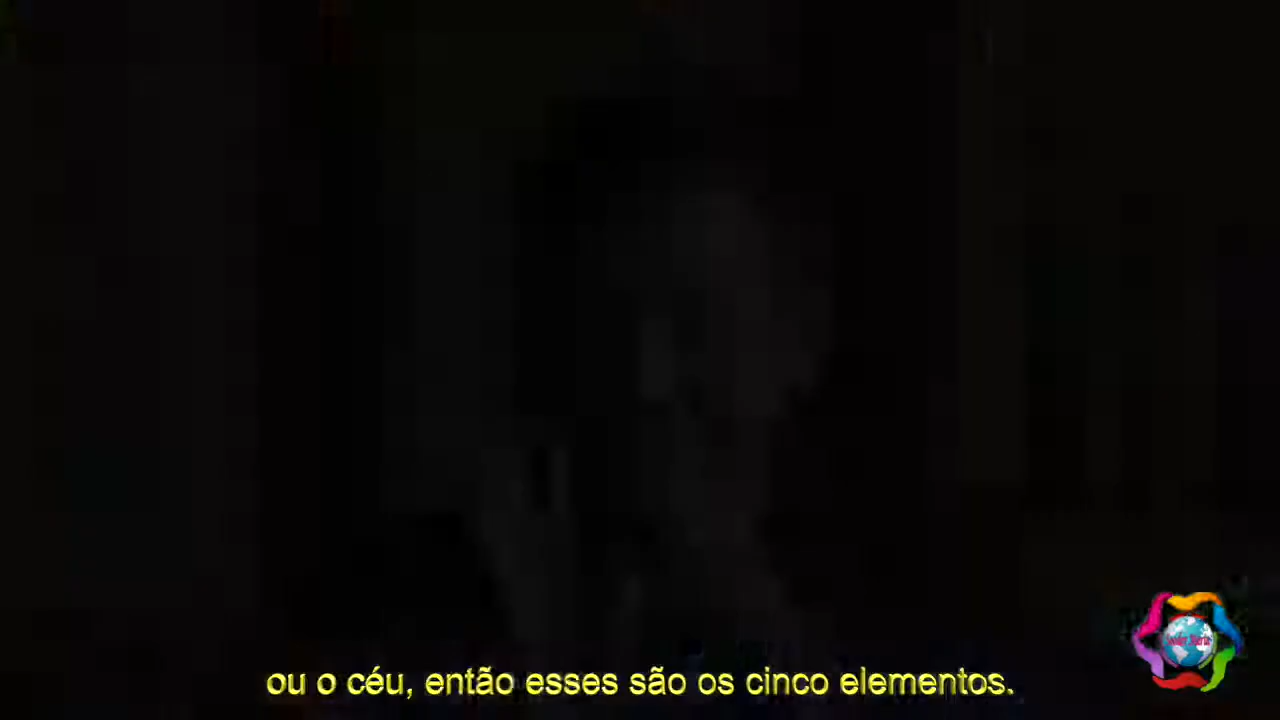 ou o céu, então esses são os cinco elementos.